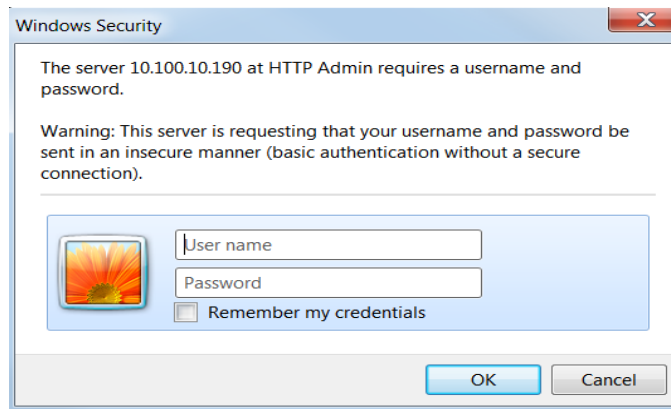 Windows Security
The server 10.100.10.190 at HTTP Admin requires a username and
password.
Warning: This server is requesting that your username and password be
sent in an insecure manner (basic authentication without a secure
connection).
User name
Password
Remember my credentials
OK Cancel